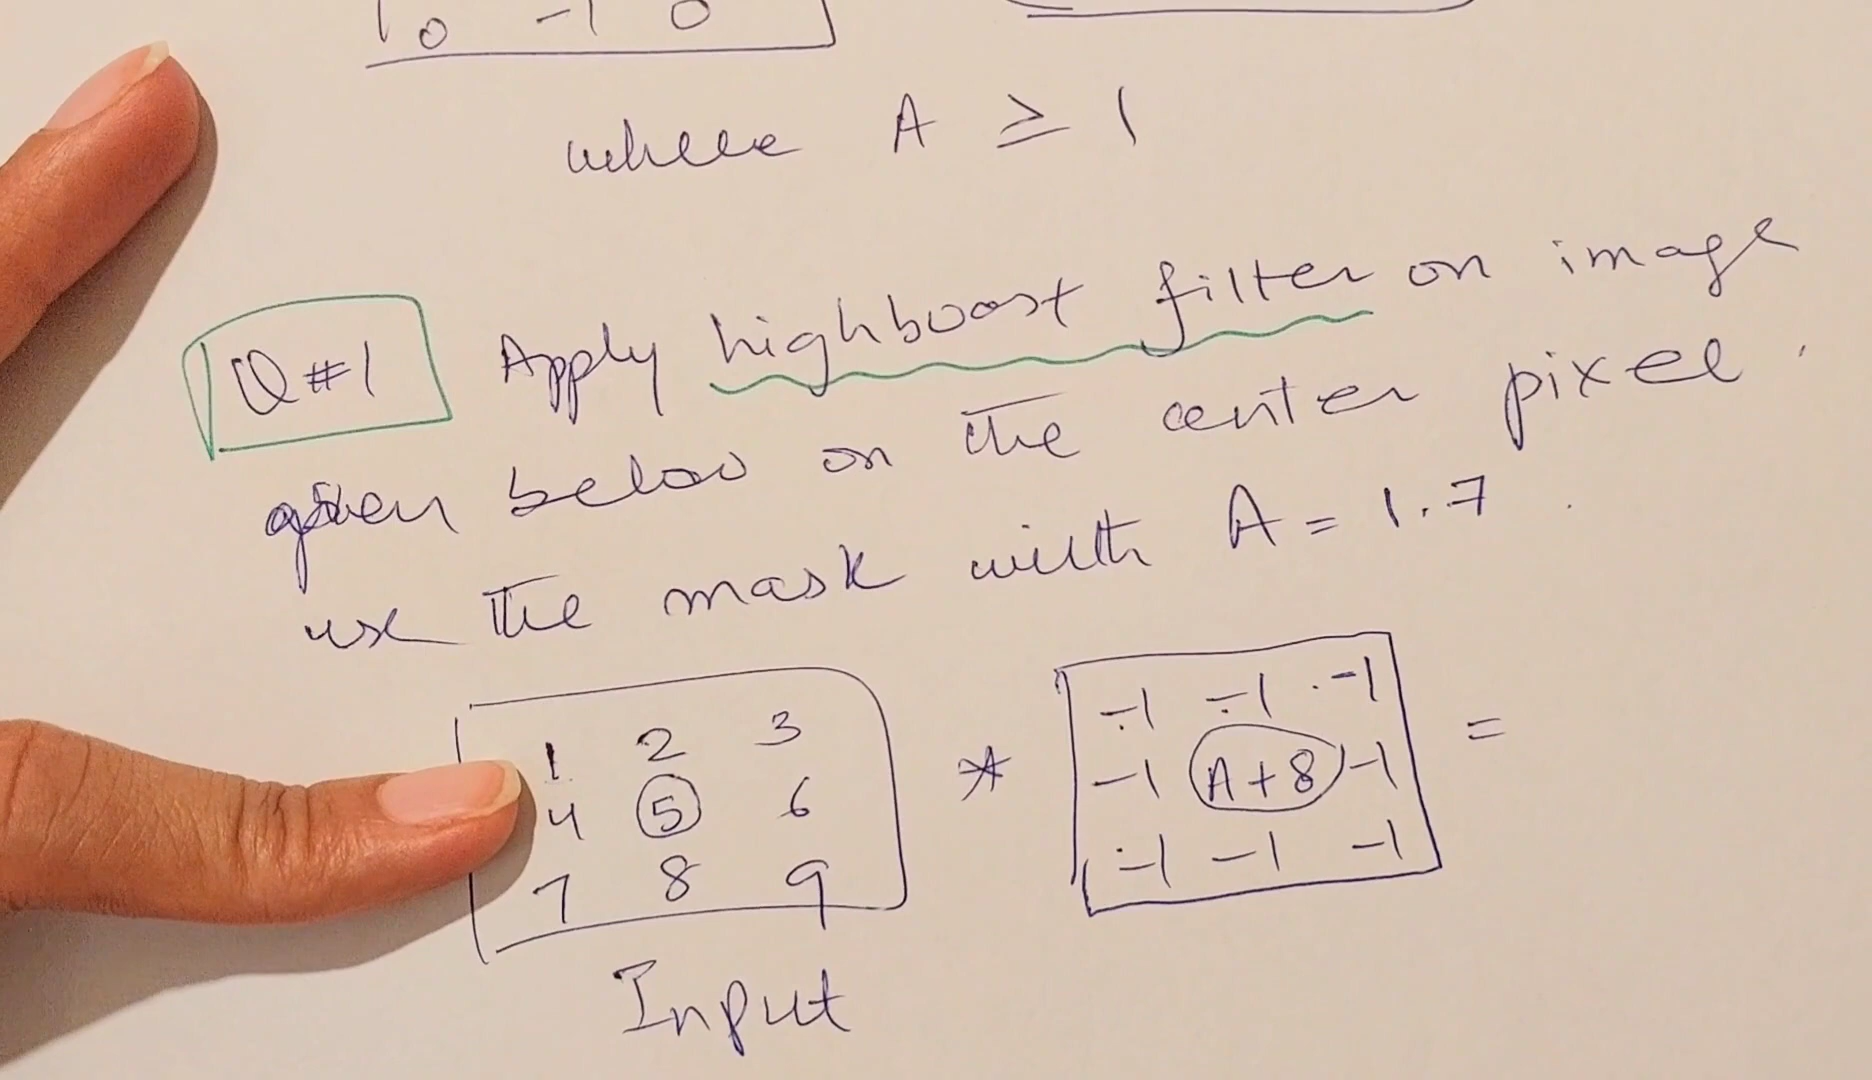 0 -1 0
where A ≥ 1
Q#1 Apply highboost filter on image
given below on the center pixel.
use the mask with A = 1.7.
1 2 3
4 5 6
7 8 9
*
-1 -1 -1
-1 A+8 -1
-1 -1 -1
=
Input